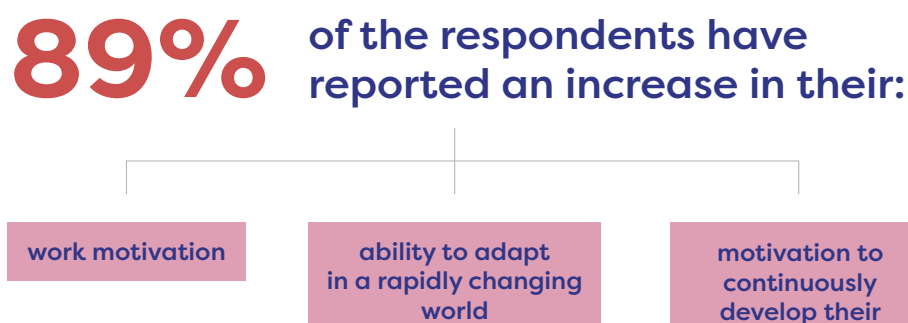 89%
of the respondents have
reported an increase in their:
work motivation
ability to adapt
in a rapidly changing
world
motivation to
continuously
develop their